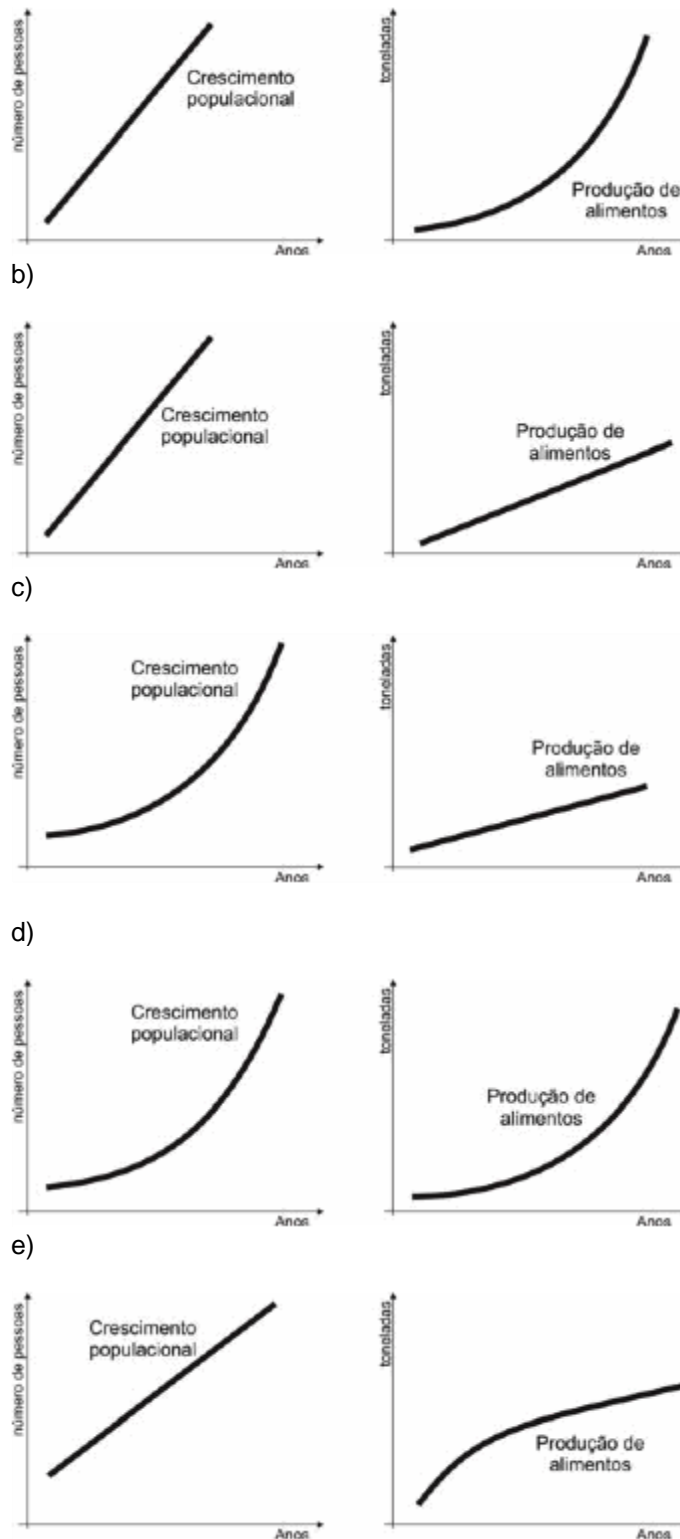 número de pessoas
Crescimento
populacional
Anos
toneladas
Produção de
alimentos
Anos
b)
número de pessoas
Crescimento
populacional
Anos
toneladas
Produção de
alimentos
Anos
c)
número de pessoas
Crescimento
populacional
Anos
toneladas
Produção de
alimentos
Anos
d)
número de pessoas
Crescimento
populacional
Anos
toneladas
Produção de
alimentos
Anos
e)
número de pessoas
Crescimento
populacional
Anos
toneladas
Produção de
alimentos
Anos